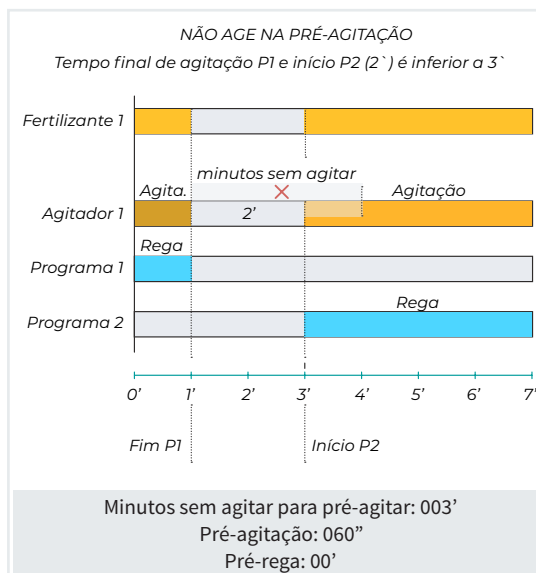 NÃO AGE NA PRÉ-AGITAÇÃO
Tempo final de agitação P1 e início P2 (2`) é inferior a 3`
Fertilizante 1
minutos sem agitar
Agita.
Agitação
Agitador 1
2’
Rega
Programa 1
Rega
Programa 2
0’ 1’ 2’ 3’ 4’ 5’ 6’ 7’
Fim P1
Início P2
Minutos sem agitar para pré-agitar: 003’
Pré-agitação: 060”
Pré-rega: 00’